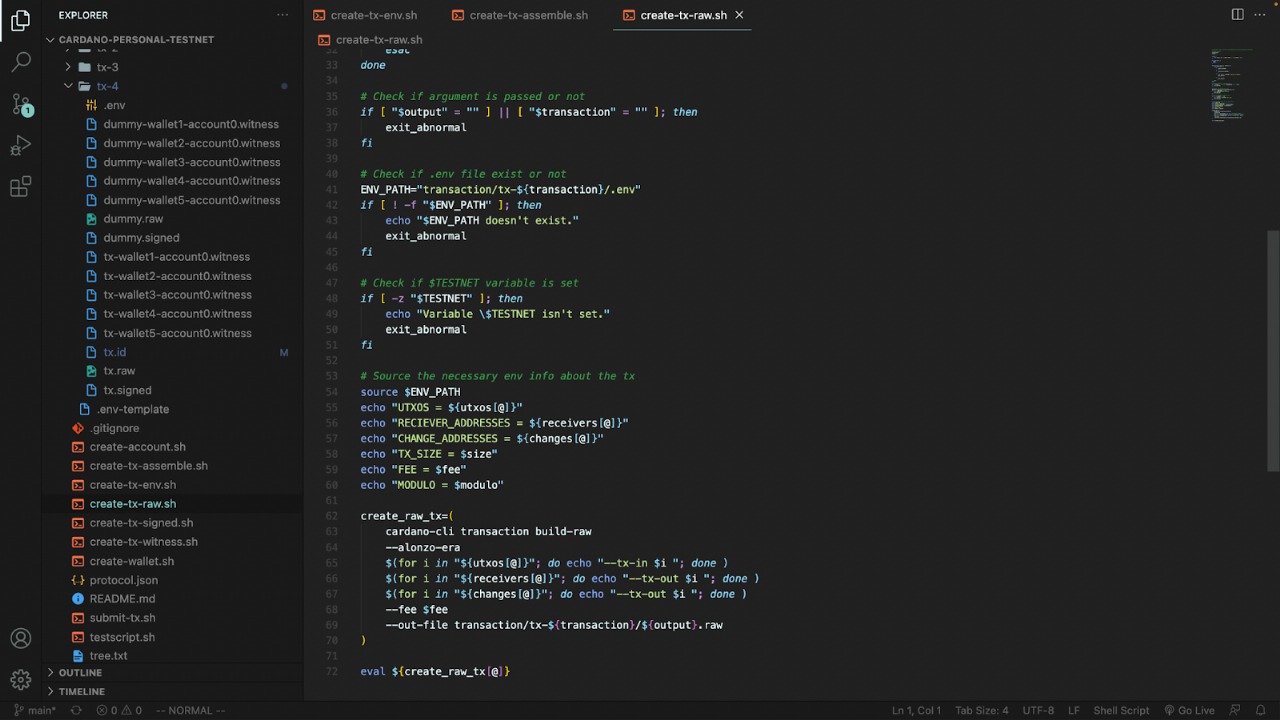 EXPLORER
CARDANO-PERSONAL-TESTNET
tx-2
tx-3
tx-4
.env
dummy-wallet1-account0.witness
dummy-wallet2-account0.witness
dummy-wallet3-account0.witness
dummy-wallet4-account0.witness
dummy-wallet5-account0.witness
dummy.raw
dummy.signed
tx-wallet1-account0.witness
tx-wallet2-account0.witness
tx-wallet3-account0.witness
tx-wallet4-account0.witness
tx-wallet5-account0.witness
tx.id M
tx.raw
tx.signed
.env-template
.gitignore
create-account.sh
create-tx-assemble.sh
create-tx-env.sh
create-tx-raw.sh
create-tx-signed.sh
create-tx-witness.sh
create-wallet.sh
protocol.json
README.md
submit-tx.sh
testscript.sh
tree.txt
OUTLINE
TIMELINE
1
create-tx-env.sh create-tx-assemble.sh create-tx-raw.sh
create-tx-raw.sh
32 esac
33 done
34
35 # Check if argument is passed or not
36 if [ "$output" = "" ] || [ "$transaction" = "" ]; then
37 exit_abnormal
38 fi
39
40 # Check if .env file exist or not
41 ENV_PATH="transaction/tx-${transaction}/.env"
42 if [ ! -f "$ENV_PATH" ]; then
43 echo "$ENV_PATH doesn't exist."
44 exit_abnormal
45 fi
46
47 # Check if $TESTNET variable is set
48 if [ -z "$TESTNET" ]; then
49 echo "Variable \$TESTNET isn't set."
50 exit_abnormal
51 fi
52
53 # Source the necessary env info about the tx
54 source $ENV_PATH
55 echo "UTXOS = ${utxos[@]}"
56 echo "RECIEVER_ADDRESSES = ${receivers[@]}"
57 echo "CHANGE_ADDRESSES = ${changes[@]}"
58 echo "TX_SIZE = $size"
59 echo "FEE = $fee"
60 echo "MODULO = $modulo"
61
62 create_raw_tx=(
63 cardano-cli transaction build-raw
64 --alonzo-era
65 $(for i in "${utxos[@]}"; do echo "--tx-in $i "; done )
66 $(for i in "${receivers[@]}"; do echo "--tx-out $i "; done )
67 $(for i in "${changes[@]}"; do echo "--tx-out $i "; done )
68 --fee $fee
69 --out-file transaction/tx-${transaction}/${output}.raw
70 )
71
72 eval ${create_raw_tx[@]}
main* 0 0 -- NORMAL -- Ln 1, Col 1 Tab Size: 4 UTF-8 LF Shell Script Go Live